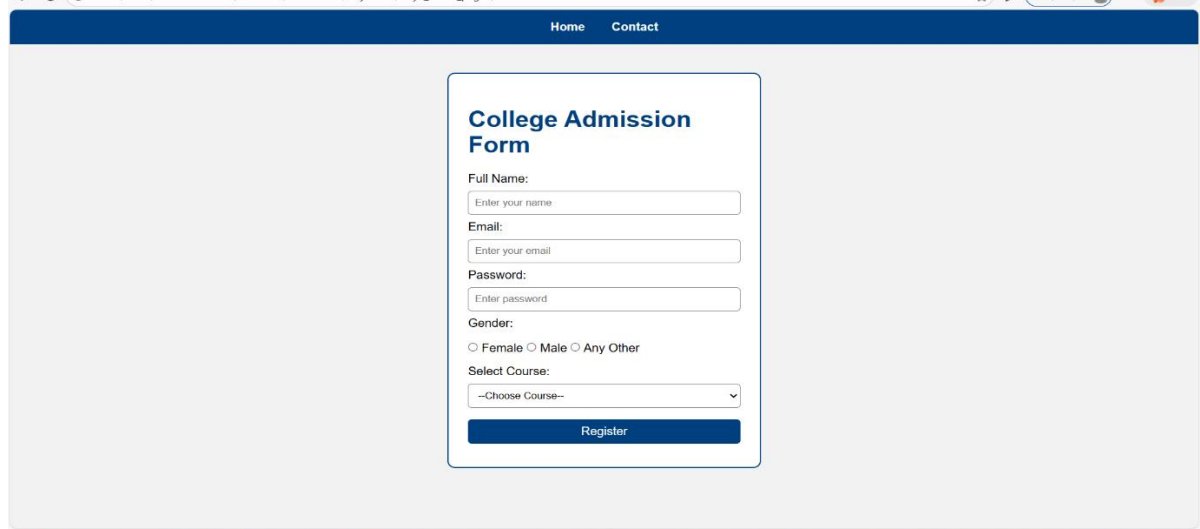 Home Contact
College Admission
Form
Full Name:
Enter your name
Email:
Enter your email
Password:
Enter password
Gender:
Female Male Any Other
Select Course:
--Choose Course--
Register